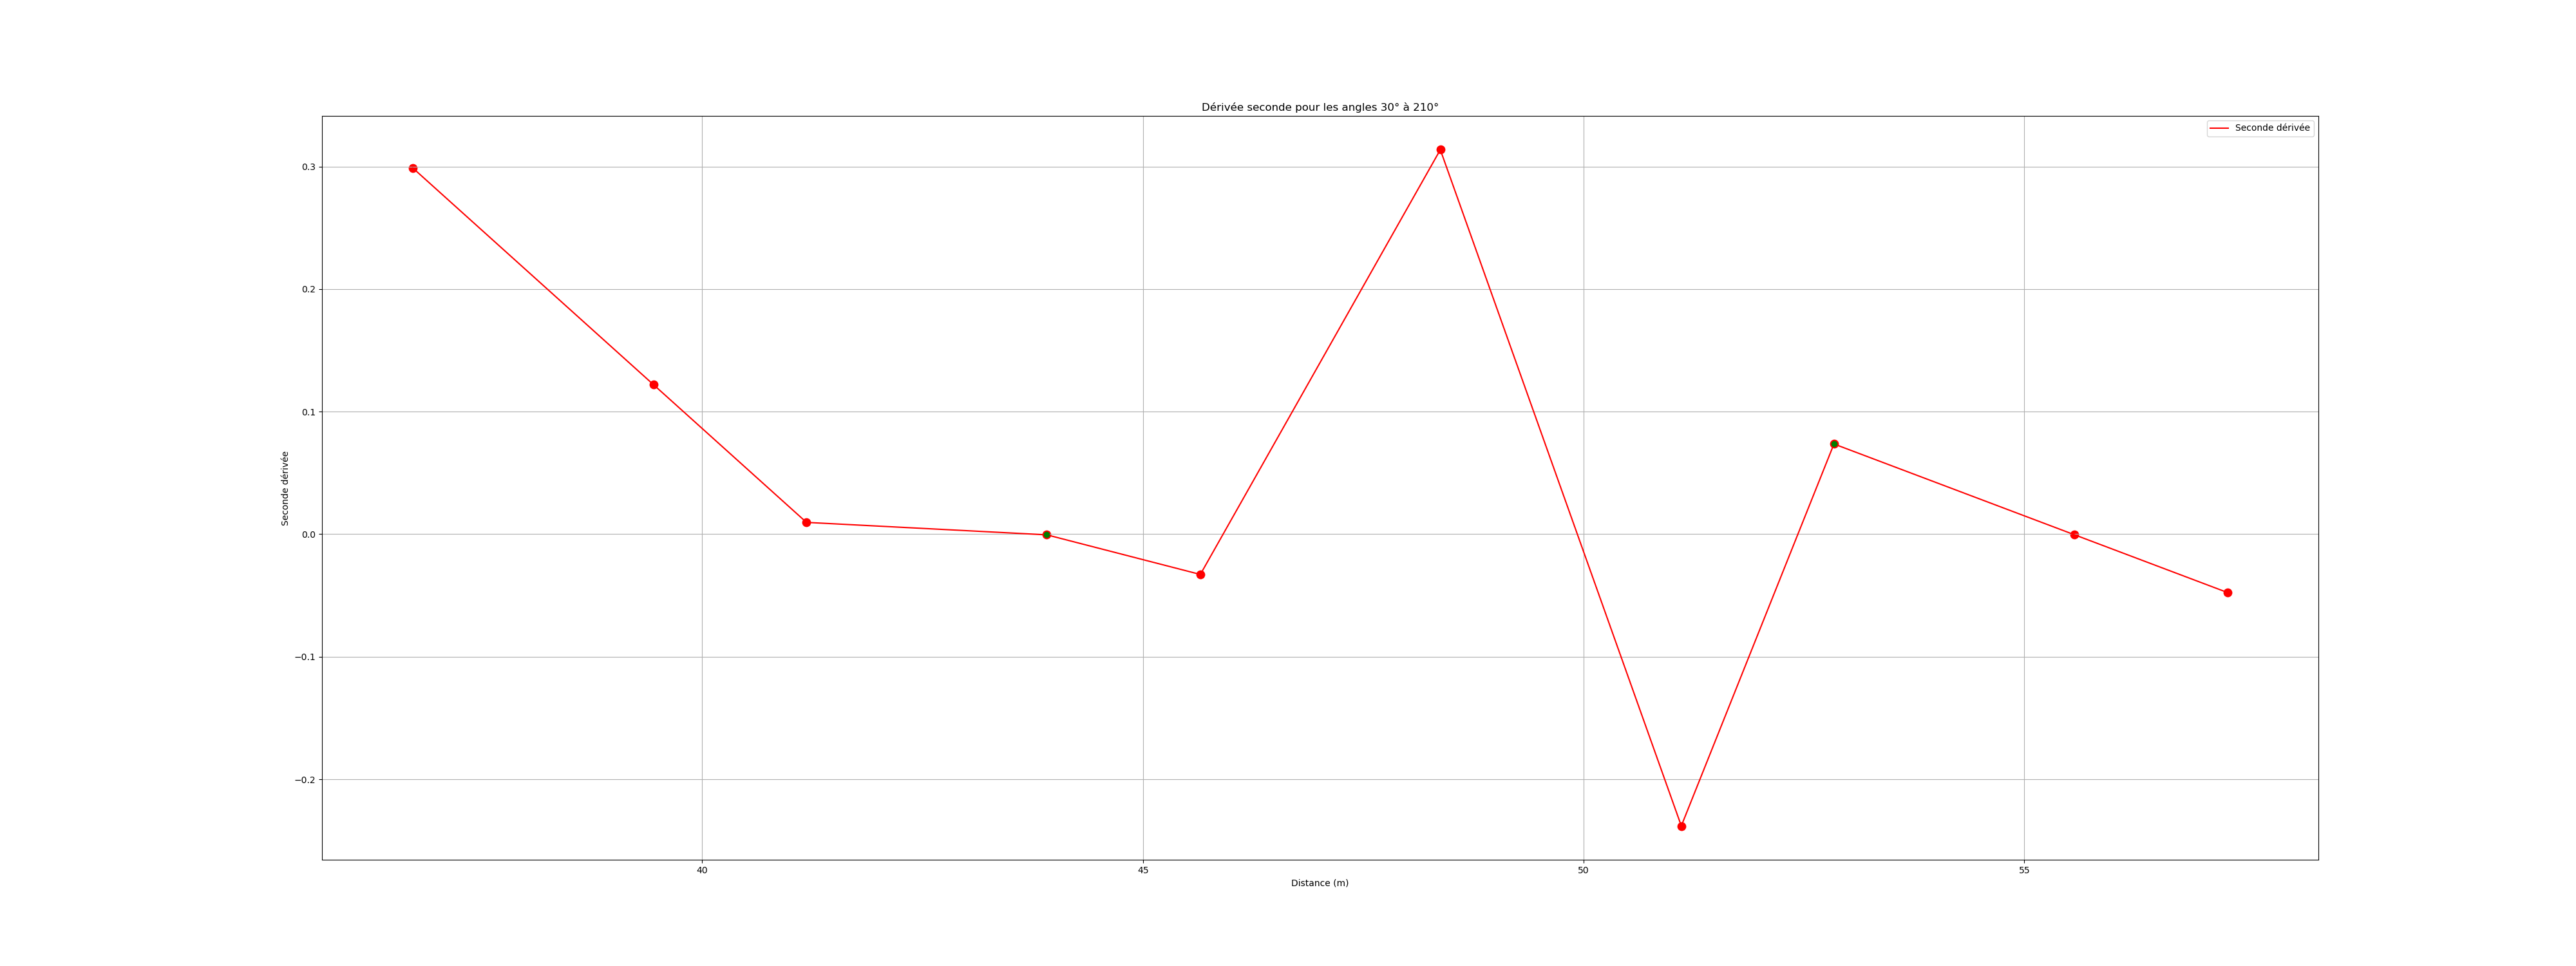 Dérivée seconde pour les angles 30° à 210°
Seconde dérivée
0.3
0.2
0.1
0.0
−0.1
−0.2
Seconde dérivée
40
45
50
55
Distance (m)